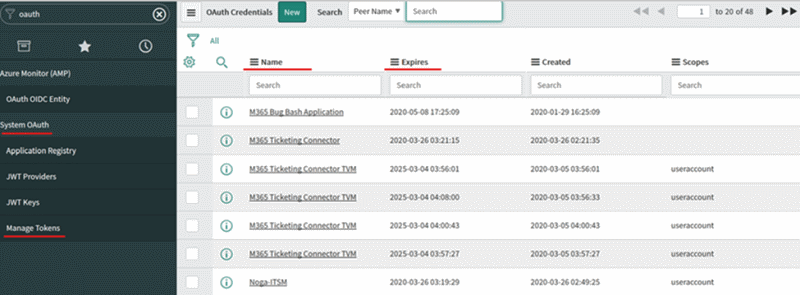 oauth
Azure Monitor (AMP)
OAuth OIDC Entity
System OAuth
Application Registry
JWT Providers
JWT Keys
Manage Tokens
OAuth Credentials New Search Peer Name ▼ Search 1 to 20 of 48
All
Name Expires Created Scopes
Search Search Search Search
M365 Bug Bash Application 2020-05-08 17:25:09 2020-01-29 16:25:09
M365 Ticketing Connector 2020-03-26 03:21:15 2020-03-26 02:21:35
M365 Ticketing Connector TVM 2025-03-04 03:56:01 2020-03-05 03:56:01 useraccount
M365 Ticketing Connector TVM 2025-03-04 04:08:00 2020-03-05 03:56:33 useraccount
M365 Ticketing Connector TVM 2025-03-04 04:00:43 2020-03-05 04:00:43 useraccount
M365 Ticketing Connector TVM 2025-03-04 03:57:27 2020-03-05 03:57:27 useraccount
Noga-ITSM 2020-03-26 03:19:29 2020-03-26 02:49:25 useraccount